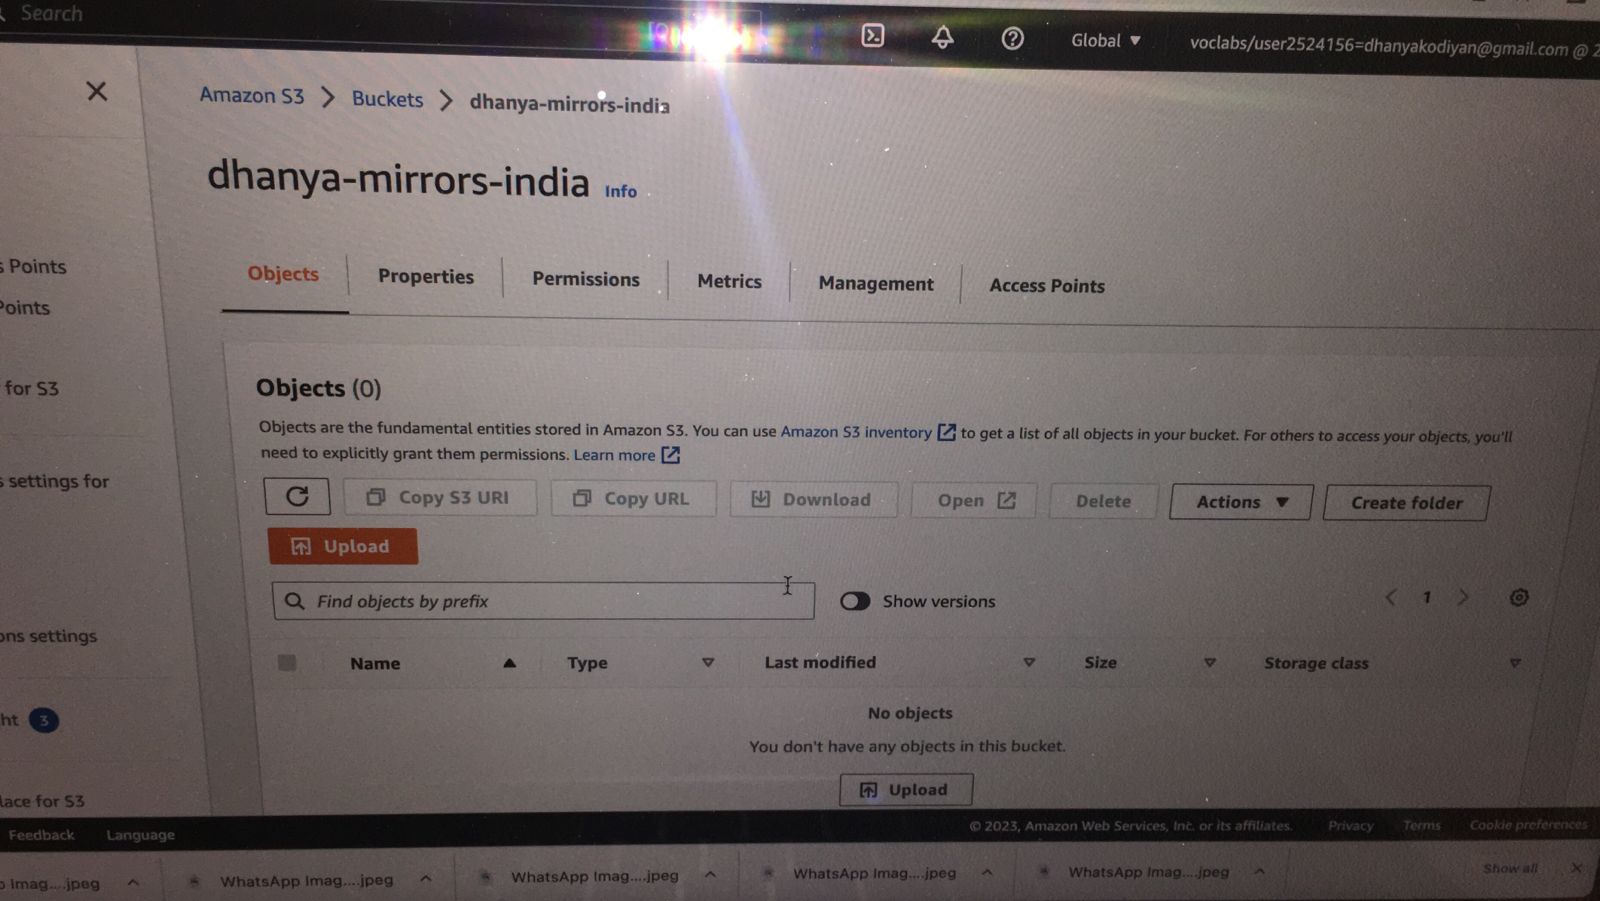 Search
Global ▼
voclabs/user2524156=dhanyakodiyan@gmail.com @ 2
Amazon S3 > Buckets > dhanya-mirrors-india
dhanya-mirrors-india Info
Objects
Properties
Permissions
Metrics
Management
Access Points
s Points
Points
for S3
s settings for
ons settings
ht 3
lace for S3
Objects (0)
Objects are the fundamental entities stored in Amazon S3. You can use Amazon S3 inventory to get a list of all objects in your bucket. For others to access your objects, you'll
need to explicitly grant them permissions. Learn more
Copy S3 URI
Copy URL
Download
Open
Delete
Actions ▼
Create folder
Upload
Find objects by prefix
Show versions
< 1 >
Name
Type
Last modified
Size
Storage class
No objects
You don't have any objects in this bucket.
Upload
Feedback
Language
© 2023, Amazon Web Services, Inc. or its affiliates.
Privacy
Terms
Cookie preferences
p Imag....jpeg
WhatsApp Imag....jpeg
WhatsApp Imag....jpeg
WhatsApp Imag....jpeg
WhatsApp Imag....jpeg
Show all